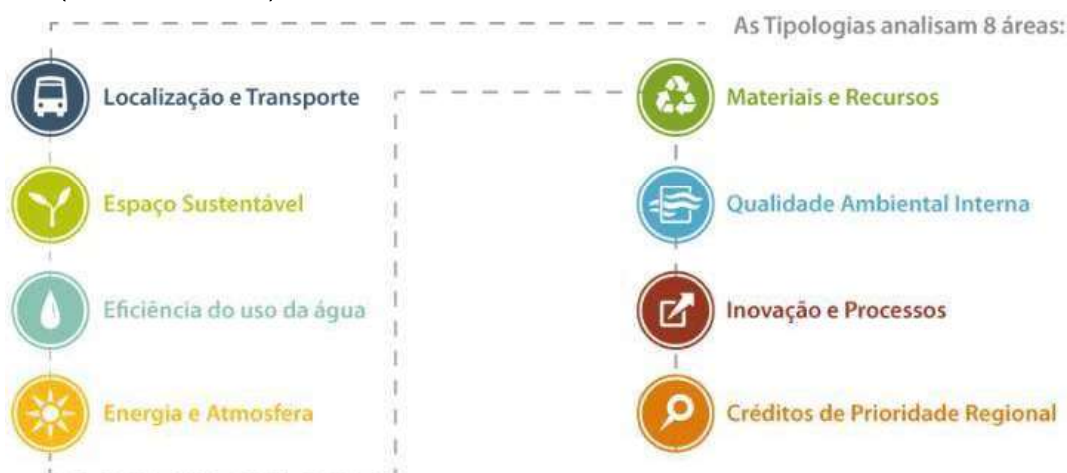 As Tipologias analisam 8 áreas:
Localização e Transporte
Espaço Sustentável
Eficiência do uso da água
Energia e Atmosfera
Materiais e Recursos
Qualidade Ambiental Interna
Inovação e Processos
Créditos de Prioridade Regional